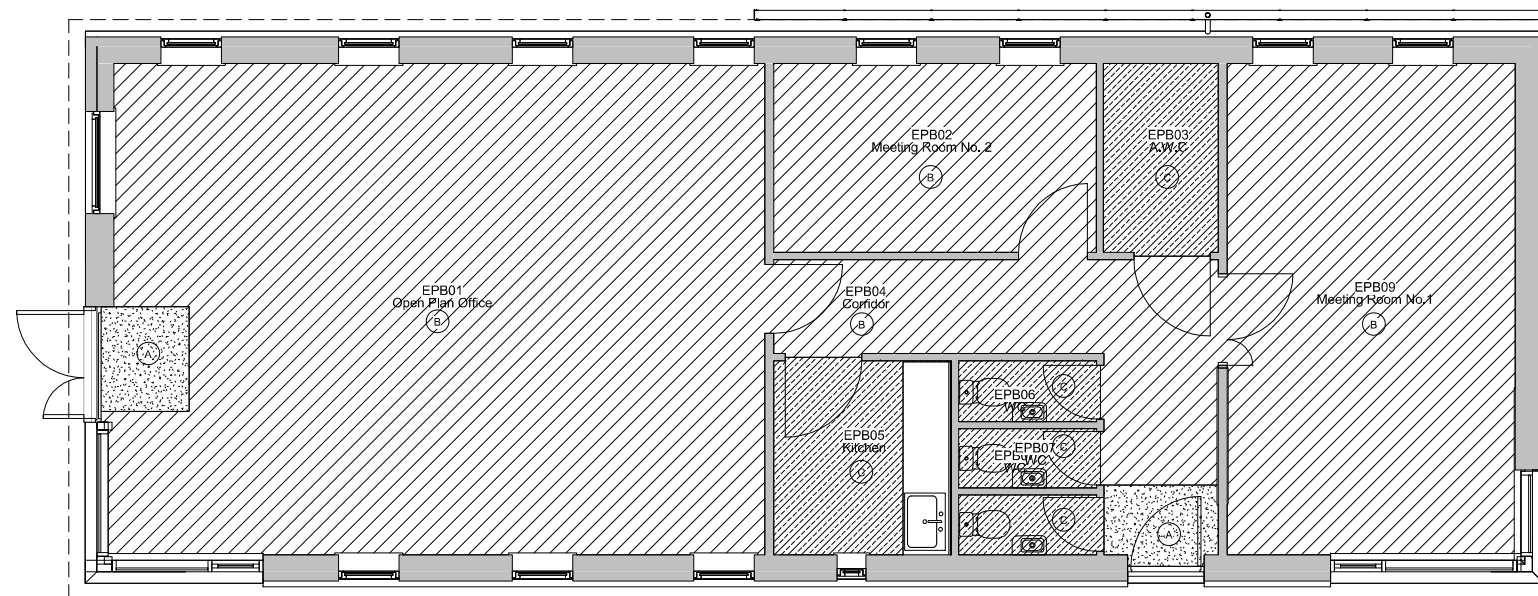 EPB02
Meeting Room No. 2
B
EPB03
A.W.C
C
EPB01
Open Plan Office
B
A
EPB04
Corridor
B
EPB09
Meeting Room No.1
B
EPB05
Kitchen
C
EPB06
WC
C
EPB07
WC
WC
C
C
A